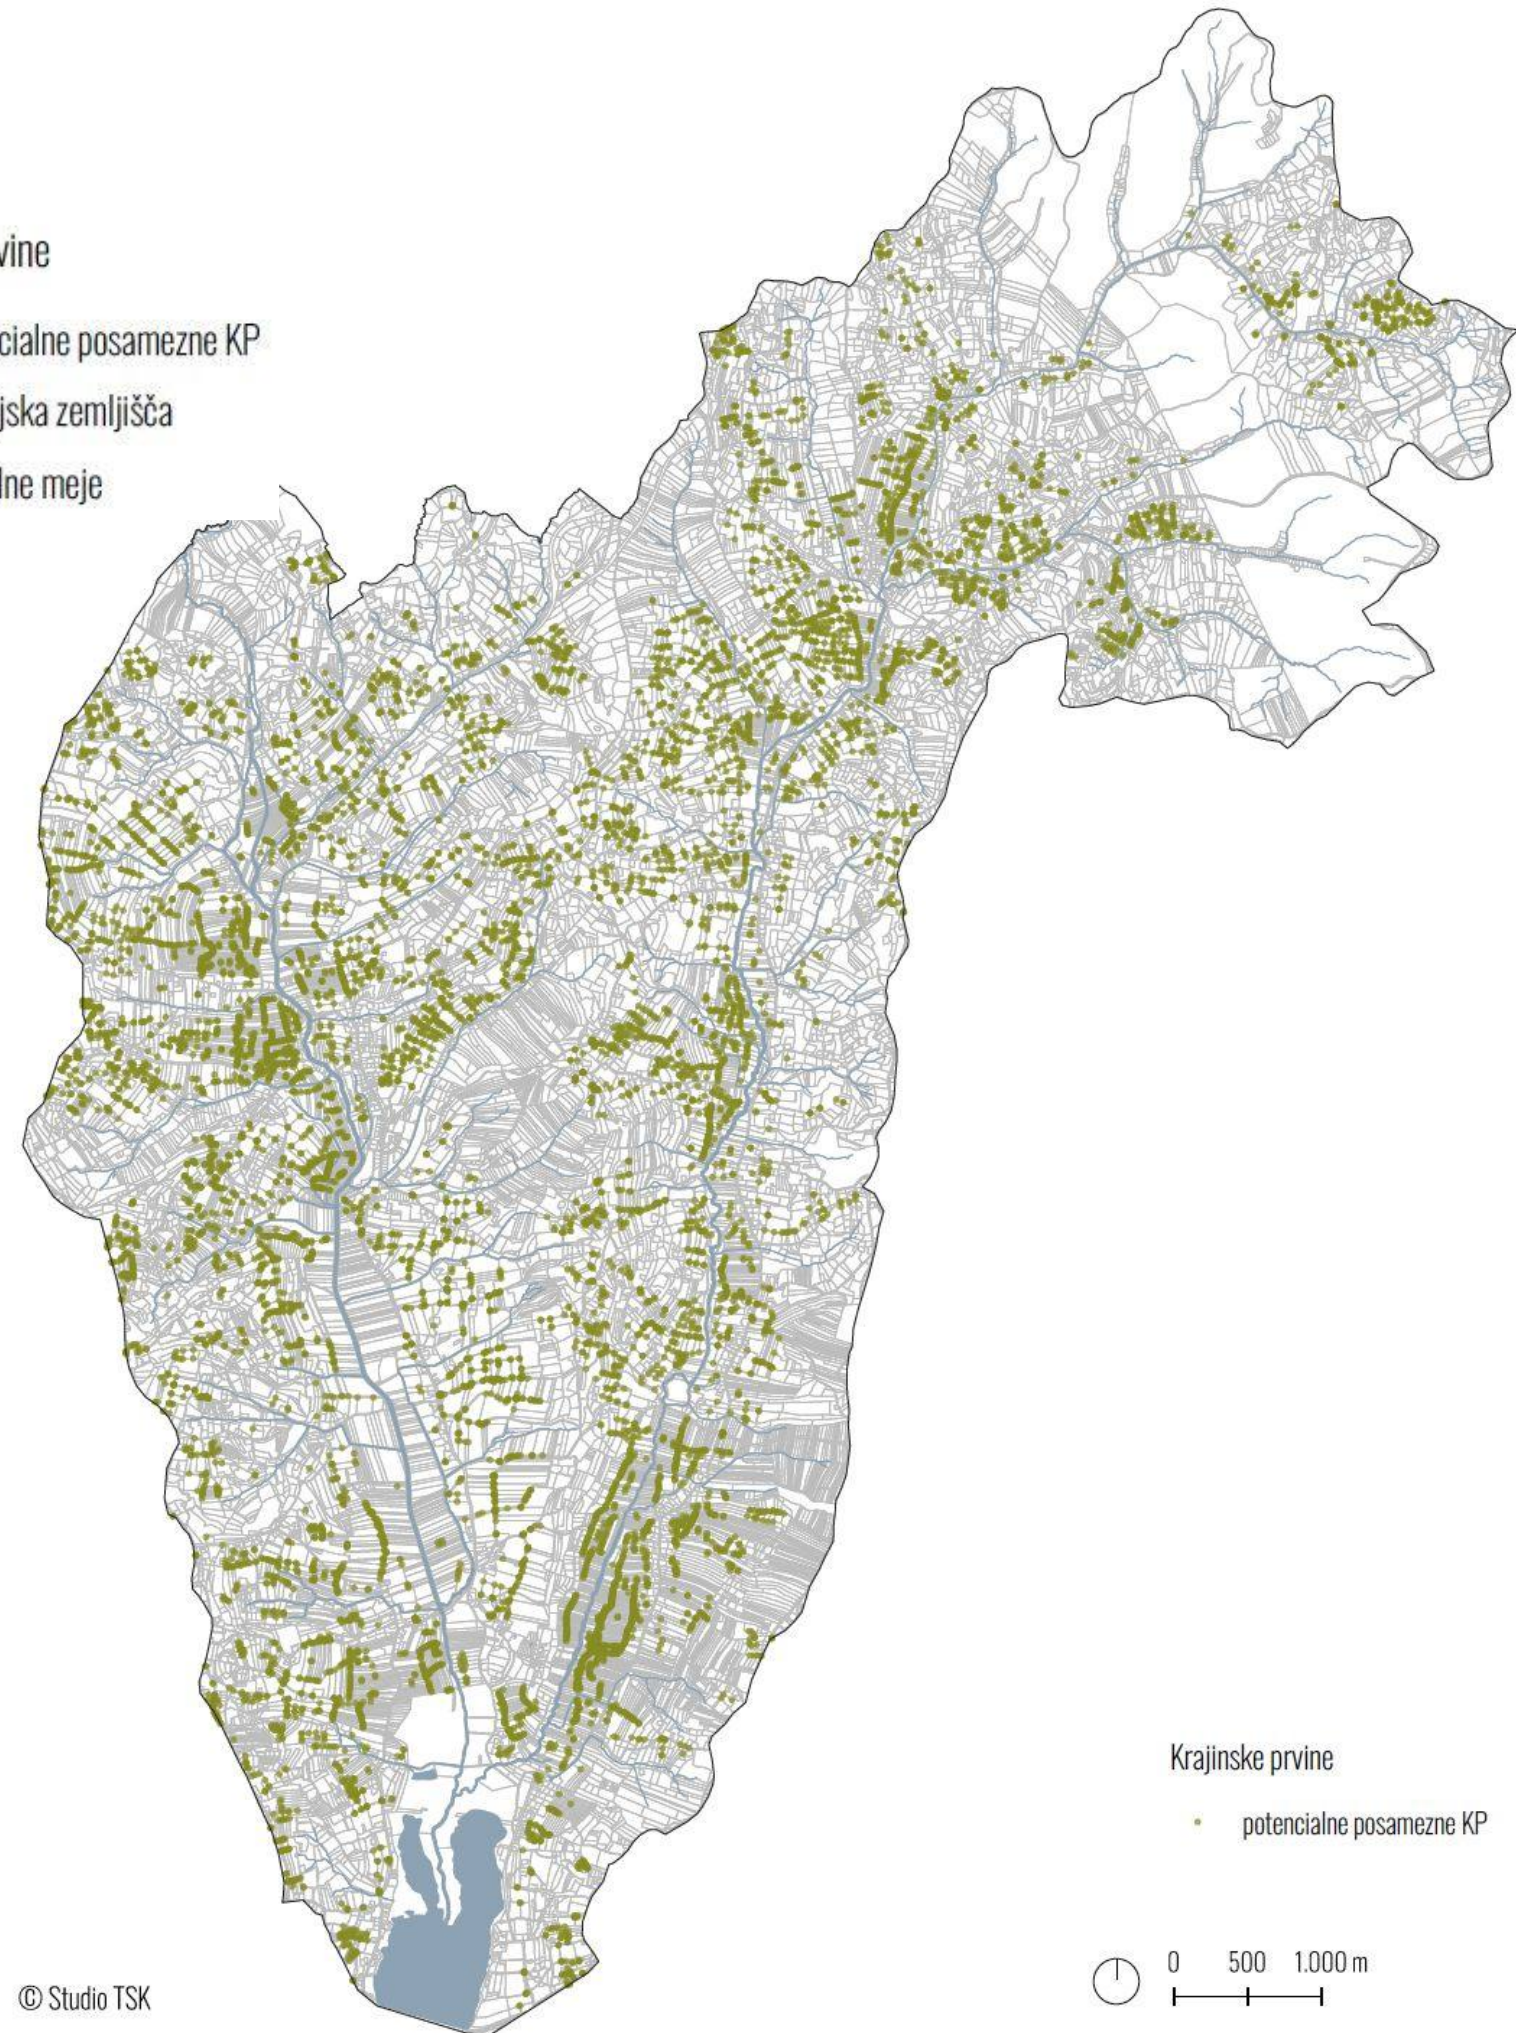 vine
cialne posamezne KP
jska zemljišča
lne meje
Krajinske prvine
potencialne posamezne KP
0 500 1.000 m
© Studio TSK